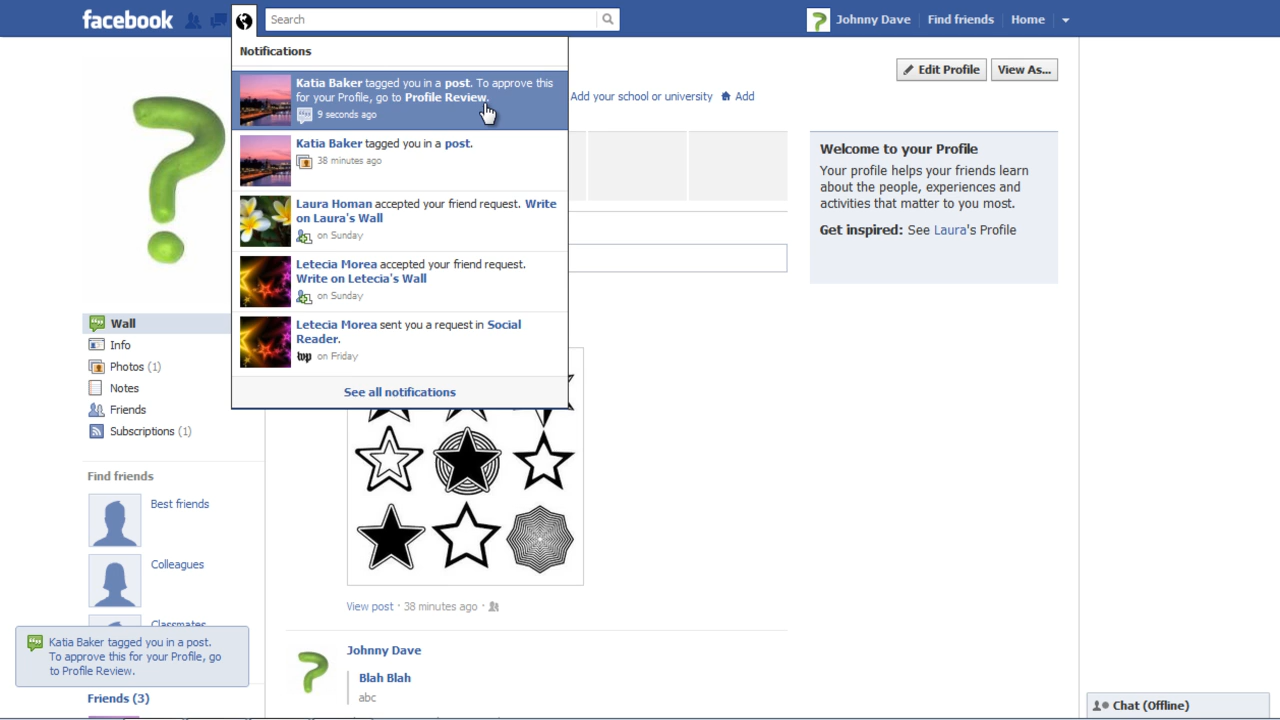 facebook
Search
Johnny Dave
Find friends
Home
Notifications
Katia Baker tagged you in a post. To approve this
for your Profile, go to Profile Review.
9 seconds ago
Katia Baker tagged you in a post.
38 minutes ago
Laura Homan accepted your friend request. Write
on Laura's Wall
on Sunday
Letecia Morea accepted your friend request.
Write on Letecia's Wall
on Sunday
Letecia Morea sent you a request in Social
Reader.
wp on Friday
See all notifications
Edit Profile
View As...
Add your school or university
Add
Welcome to your Profile
Your profile helps your friends learn
about the people, experiences and
activities that matter to you most.
Get inspired: See Laura's Profile
Wall
Info
Photos (1)
Notes
Friends
Subscriptions (1)
Find friends
Best friends
Colleagues
Classmates
Katia Baker tagged you in a post.
To approve this for your Profile, go
to Profile Review.
Friends (3)
View post · 38 minutes ago ·
Johnny Dave
Blah Blah
abc
Chat (Offline)